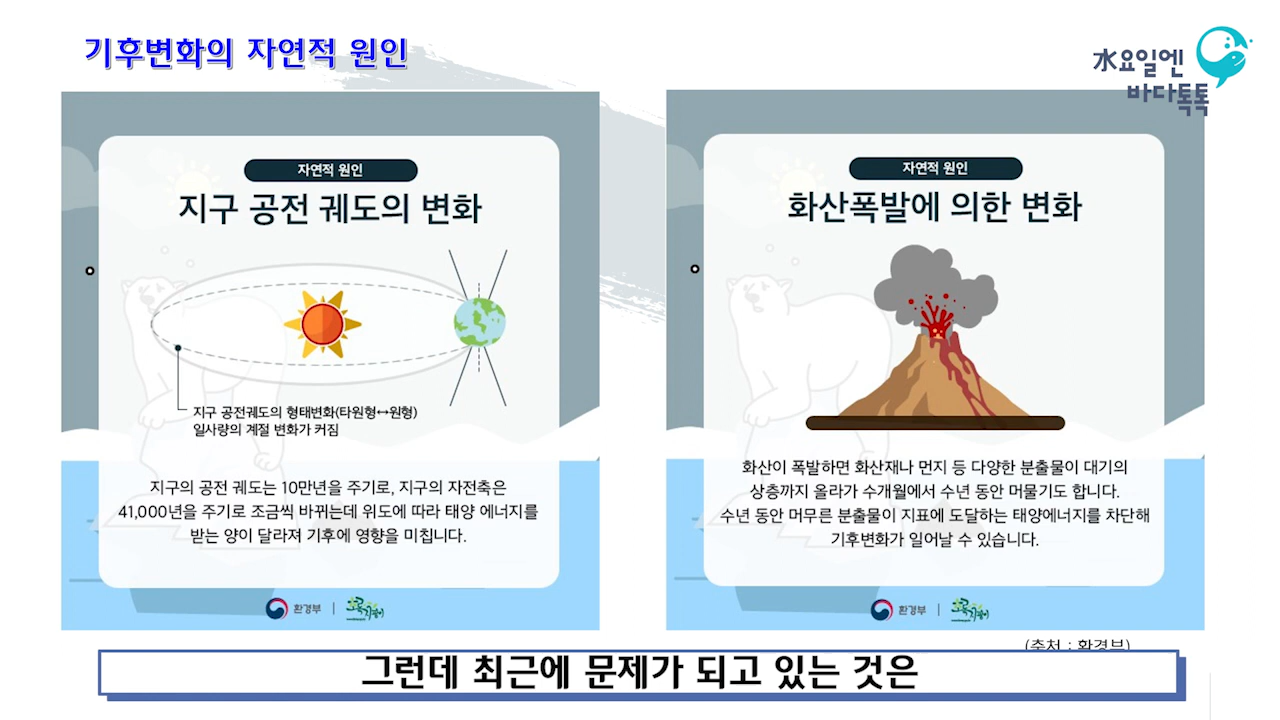 기후변화의 자연적 원인
水요일엔
바다톡톡
자연적 원인
지구 공전 궤도의 변화
지구 공전궤도의 형태변화(타원형↔원형)
일사량의 계절 변화가 커짐
지구의 공전 궤도는 10만년을 주기로, 지구의 자전축은
41,000년을 주기로 조금씩 바뀌는데 위도에 따라 태양 에너지를
받는 양이 달라져 기후에 영향을 미칩니다.
환경부
자연적 원인
화산폭발에 의한 변화
화산이 폭발하면 화산재나 먼지 등 다양한 분출물이 대기의
상층까지 올라가 수개월에서 수년 동안 머물기도 합니다.
수년 동안 머무른 분출물이 지표에 도달하는 태양에너지를 차단해
기후변화가 일어날 수 있습니다.
환경부
(출처 : 환경부)
그런데 최근에 문제가 되고 있는 것은